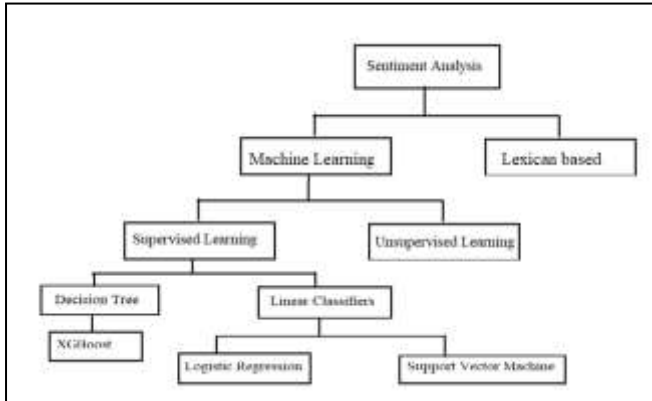 Sentiment Analysis
Machine Learning
Lexican based
Supervised Learning
Unsupervised Learning
Decision Tree
Linear Classifiers
XGBoost
Logistic Regression
Support Vector Machine